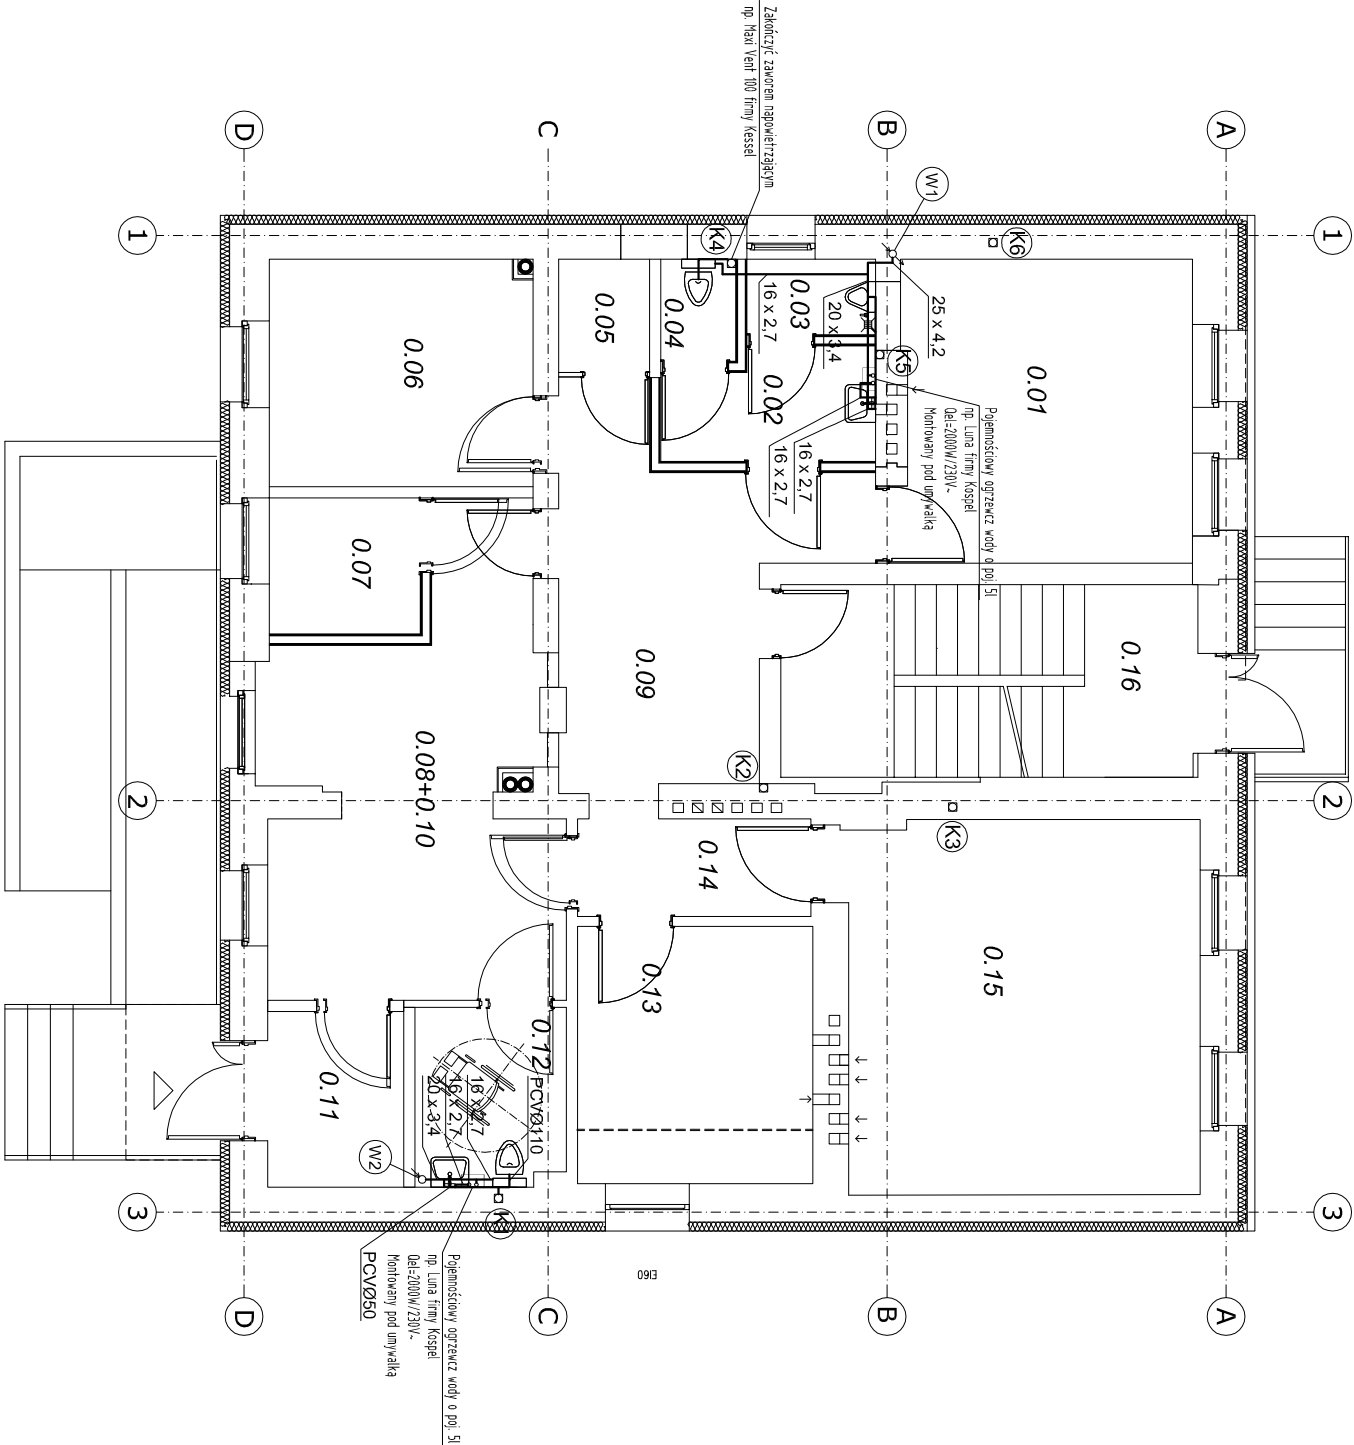 Zakończyć zaworem napowietrzającym
np. Maxi Vent 100 firmy Kessel
D
C
B
A
W1
1
K4
K6
1
25 x 4,2
20 x 3,4
16 x 2,7
0.03
0.04
0.05
0.06
K5
0.01
0.02
16 x 2,7
16 x 2,7
Pojemnościowy ogrzewcz wody o poj. 5l
np. Luna firmy Kospel
Qel=2000W/230V~
Montowany pod umywalką
0.07
0.09
0.16
0.08+0.10
K2
2
K3
2
0.14
0.15
0.13
0.12
0.11
PCVØ110
16 x 2,7
16 x 2,7
20 x 3,4
W2
3
3
EI60
Pojemnościowy ogrzewcz wody o poj. 5l
np. Luna firmy Kospel
Qel=2000W/230V~
Montowany pod umywalką
PCVØ50
D
C
B
A